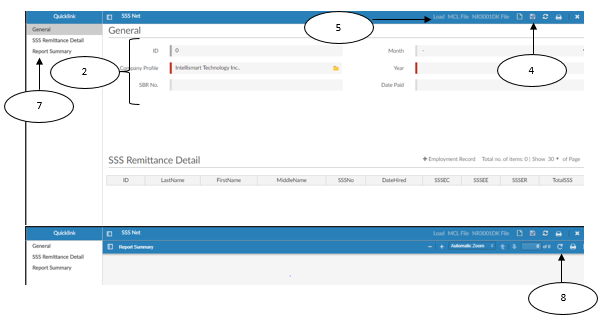 Quicklink SSS Net Load MCL File NR3001DK File
General General
SSS Remittance Detail
Report Summary
ID 0 Month -
Company Profile Intellismart Technology Inc.. Year
SBR No. Date Paid
5
2
4
7
SSS Remittance Detail + Employment Record Total no. of items: 0 | Show 30 of Page
ID LastName FirstName MiddleName SSSNo DateHired SSSEC SSSEE SSSER TotalSSS
Quicklink SSS Net Load MCL File NR3001DK File
General Report Summary − + Automatic Zoom 0 of 0
SSS Remittance Detail
Report Summary
8